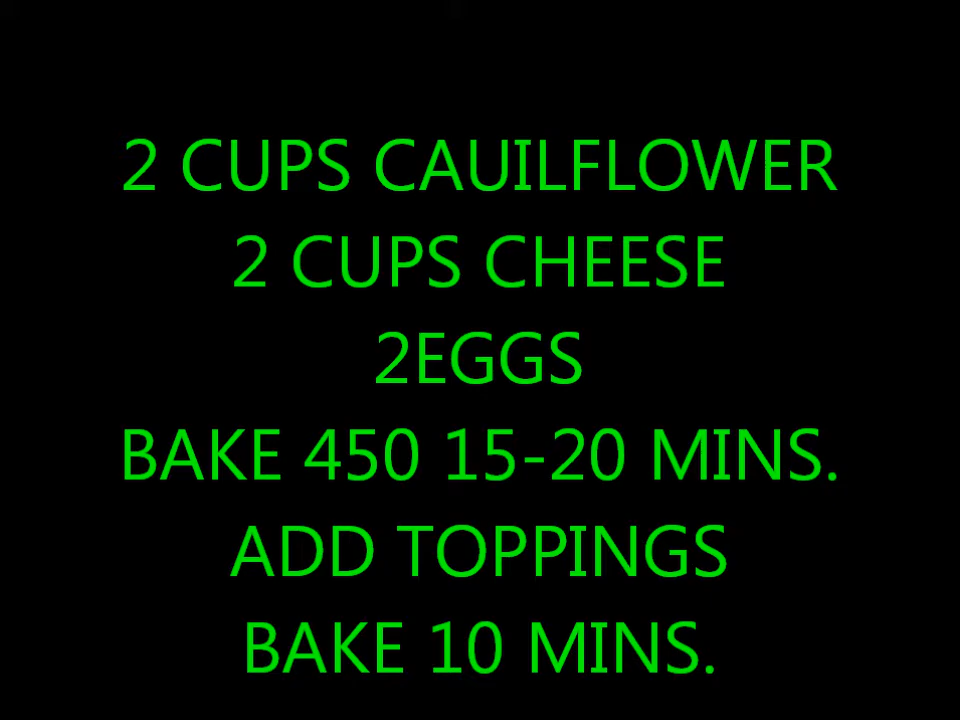 2 CUPS CAUILFLOWER
2 CUPS CHEESE
2EGGS
BAKE 450 15-20 MINS.
ADD TOPPINGS
BAKE 10 MINS.